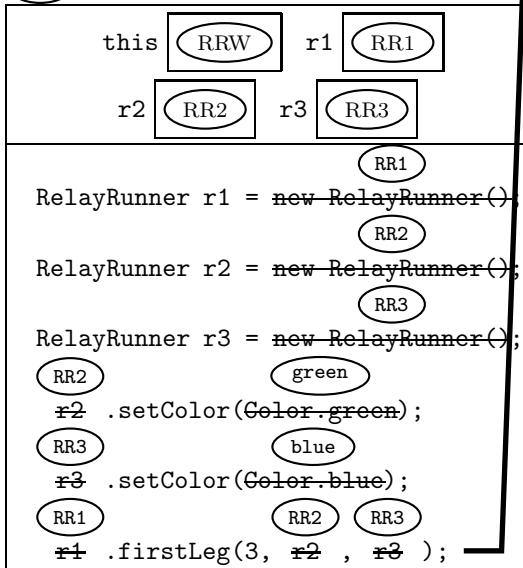 this RRW r1 RR1
r2 RR2 r3 RR3
RR1
RelayRunner r1 = new RelayRunner();
RR2
RelayRunner r2 = new RelayRunner();
RR3
RelayRunner r3 = new RelayRunner();
RR2 green
r2 .setColor(Color.green);
RR3 blue
r3 .setColor(Color.blue);
RR1 RR2 RR3
r1 .firstLeg(3, r2 , r3 );